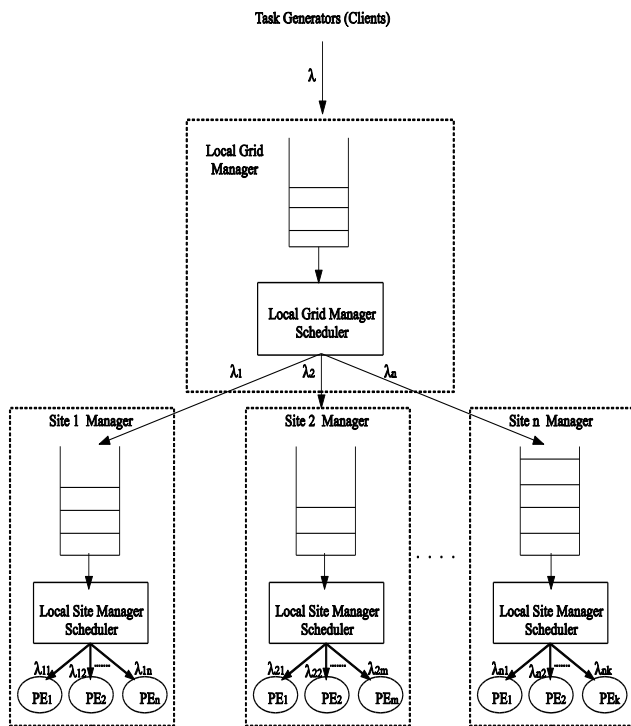 Task Generators (Clients)
λ
Local Grid
Manager
Local Grid Manager
Scheduler
λ1 λ2 λn
Site 1 Manager
Site 2 Manager
Site n Manager
. . . .
Local Site Manager
Scheduler
Local Site Manager
Scheduler
Local Site Manager
Scheduler
λ11 λ12 ...... λ1n
λ21 λ22 ...... λ2m
λn1 λn2 ...... λnk
PE1 PE2 PEn
PE1 PE2 PEm
PE1 PE2 PEk